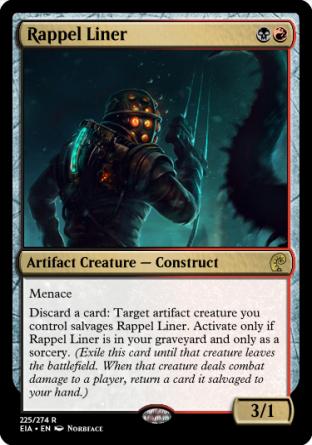 Rappel Liner
Artifact Creature — Construct
Menace
Discard a card: Target artifact creature you
control salvages Rappel Liner. Activate only if
Rappel Liner is in your graveyard and only as a
sorcery. (Exile this card until that creature leaves
the battlefield. When that creature deals combat
damage to a player, return a card it salvaged to
your hand.)
3/1
225/274 R
EIA • EN Norbface